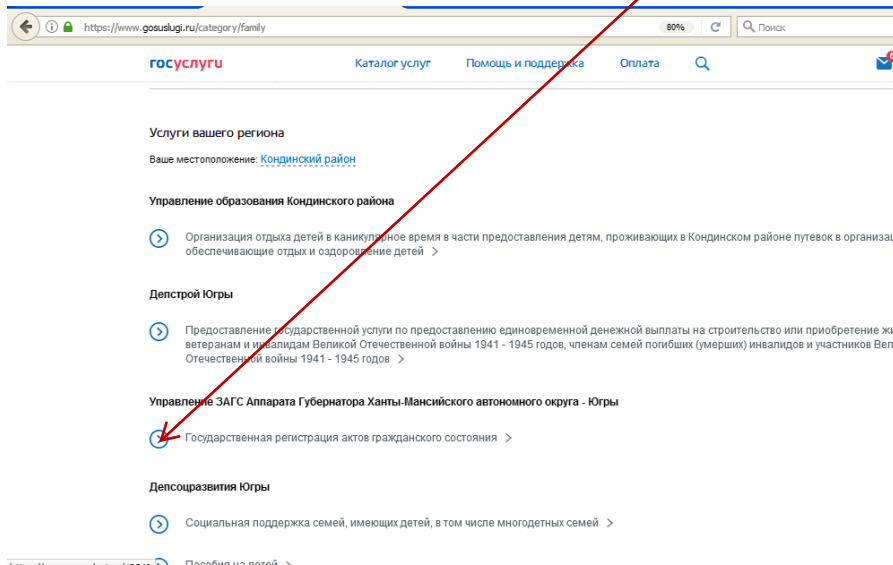 https://www.gosuslugi.ru/category/family
80%
Поиск
госуслуги
Каталог услуг
Помощь и поддержка
Оплата
Услуги вашего региона
Ваше местоположение: Кондинский район
Управление образования Кондинского района
Организация отдыха детей в каникулярное время в части предоставления детям, проживающих в Кондинском районе путевок в организац
обеспечивающие отдых и оздоровление детей >
Депстрой Югры
Предоставление государственной услуги по предоставлению единовременной денежной выплаты на строительство или приобретение жи
ветеранам и инвалидам Великой Отечественной войны 1941 - 1945 годов, членам семей погибших (умерших) инвалидов и участников Вел
Отечественной войны 1941 - 1945 годов >
Управление ЗАГС Аппарата Губернатора Ханты-Мансийского автономного округа - Югры
Государственная регистрация актов гражданского состояния >
Депсоцразвития Югры
Социальная поддержка семей, имеющих детей, в том числе многодетных семей >
Пособия на детей >